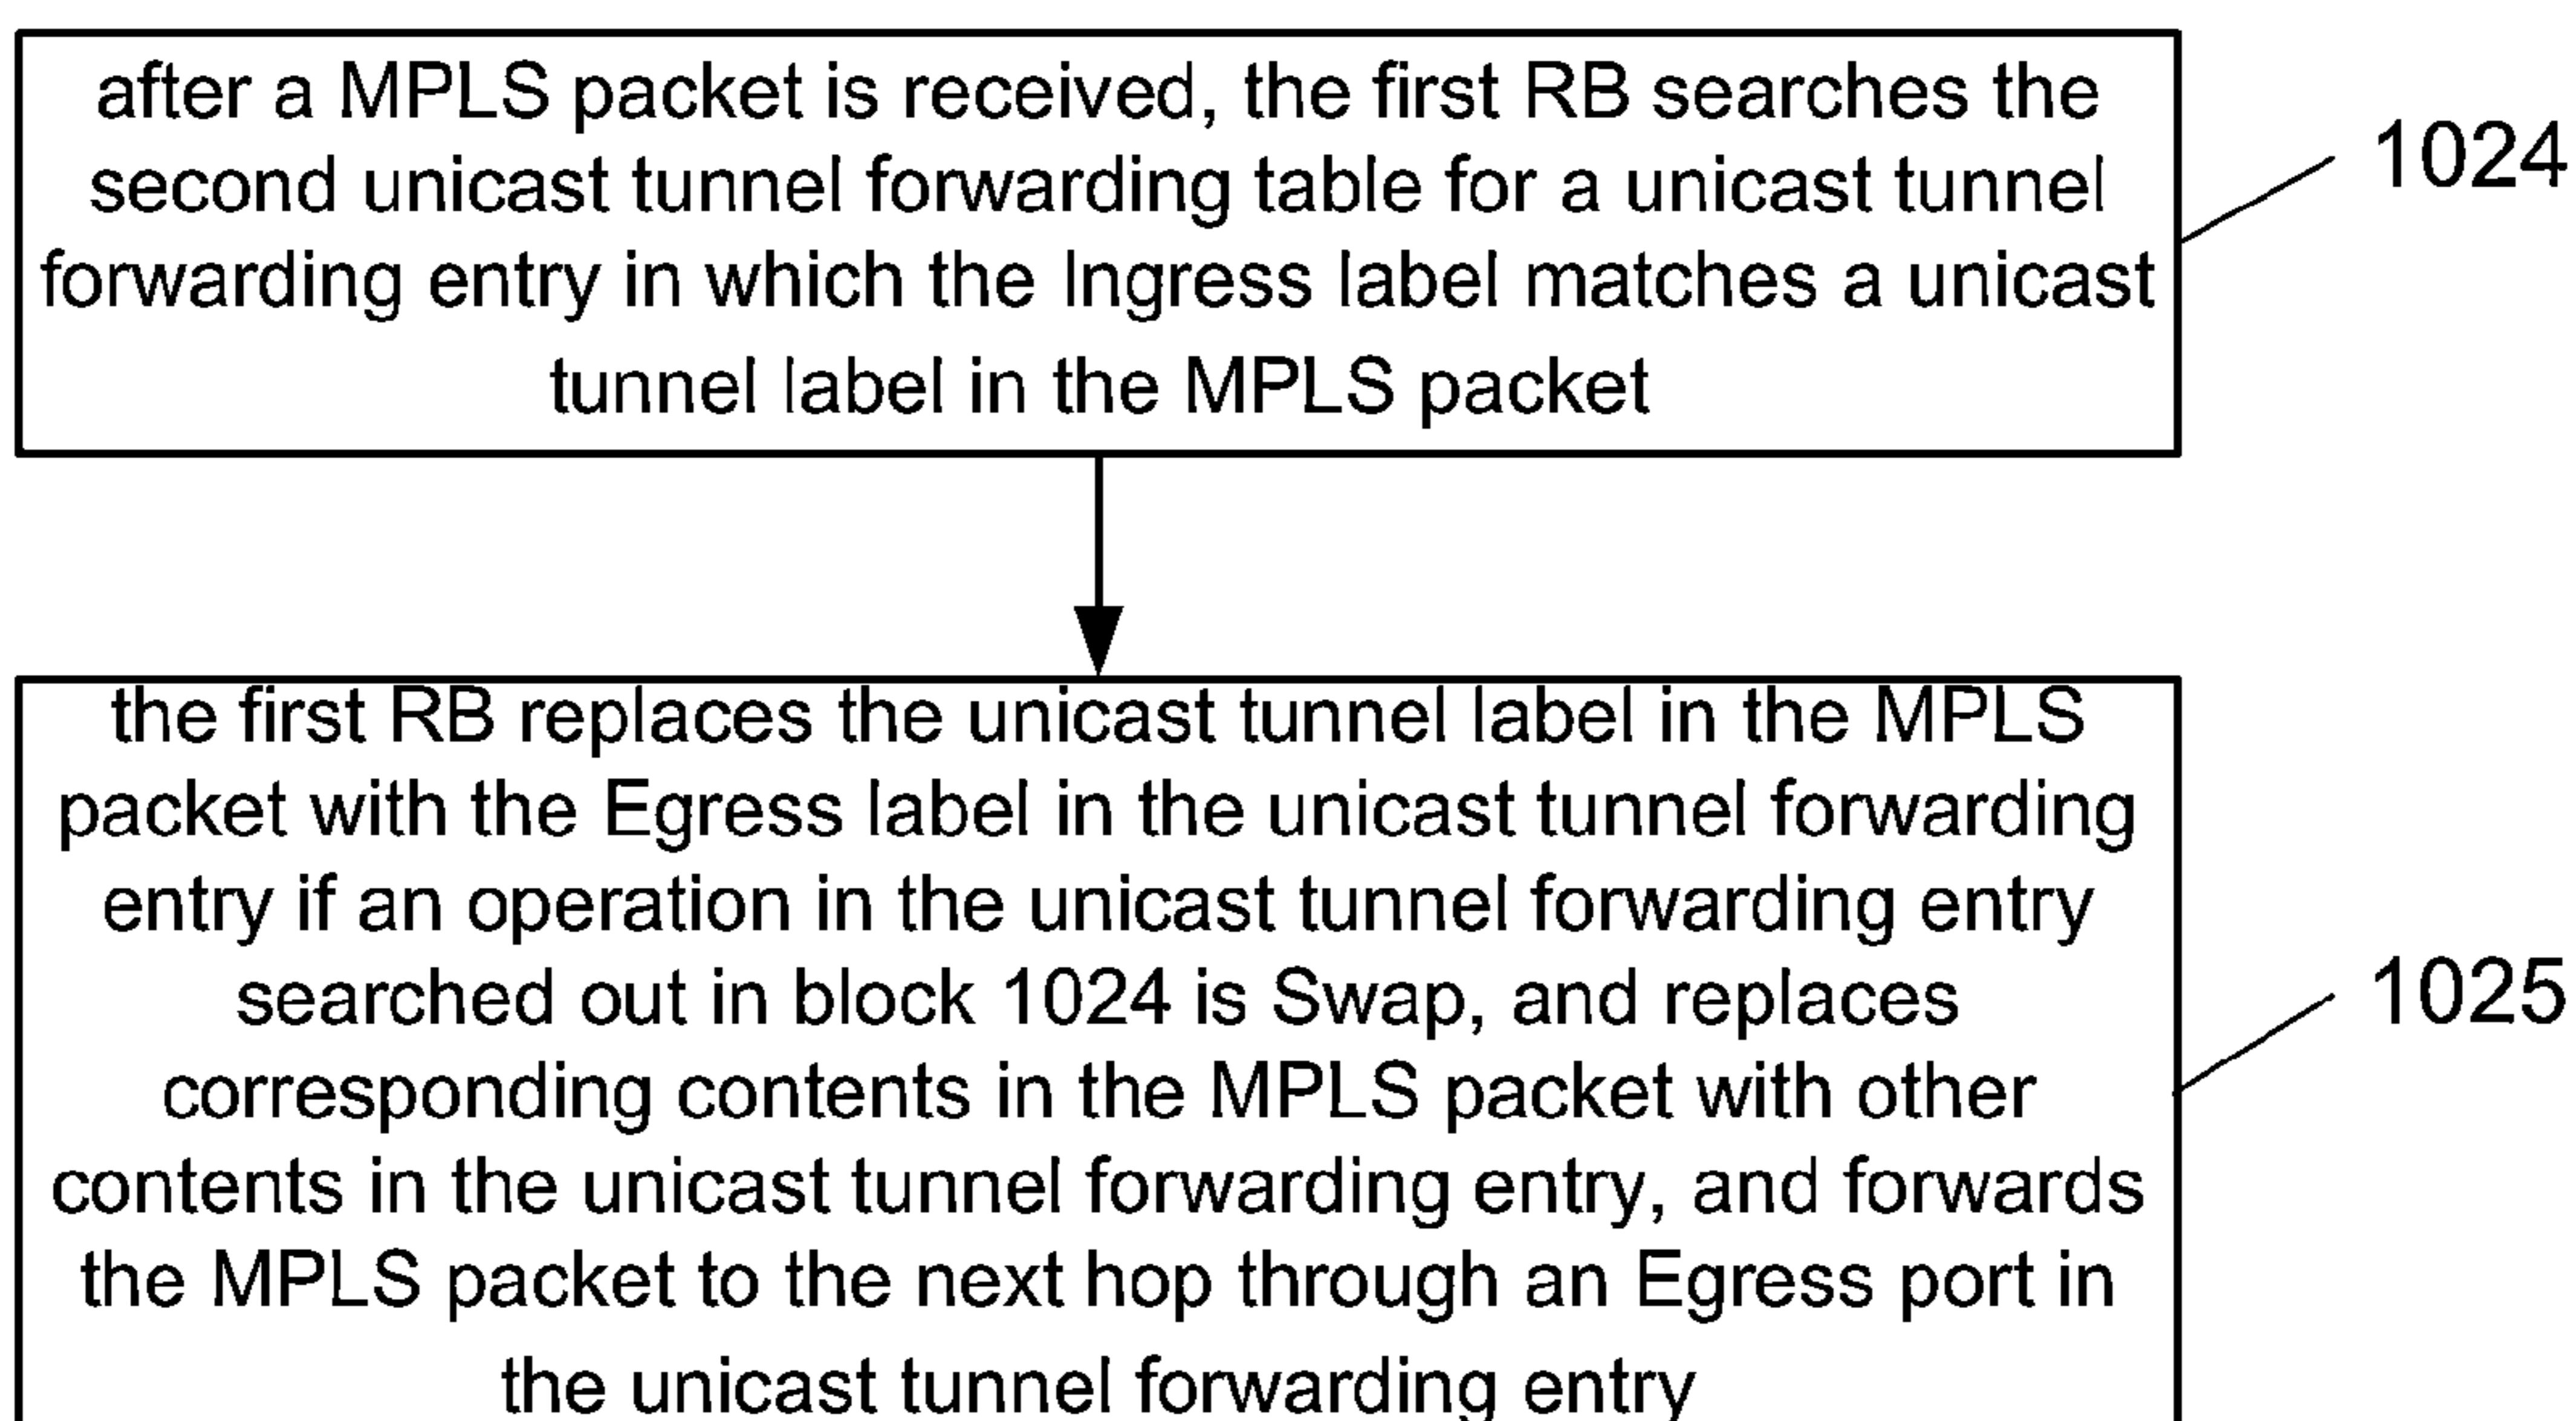 after a MPLS packet is received, the first RB searches the
second unicast tunnel forwarding table for a unicast tunnel
forwarding entry in which the Ingress label matches a unicast
tunnel label in the MPLS packet
1024
the first RB replaces the unicast tunnel label in the MPLS
packet with the Egress label in the unicast tunnel forwarding
entry if an operation in the unicast tunnel forwarding entry
searched out in block 1024 is Swap, and replaces
corresponding contents in the MPLS packet with other
contents in the unicast tunnel forwarding entry, and forwards
the MPLS packet to the next hop through an Egress port in
the unicast tunnel forwarding entry
1025